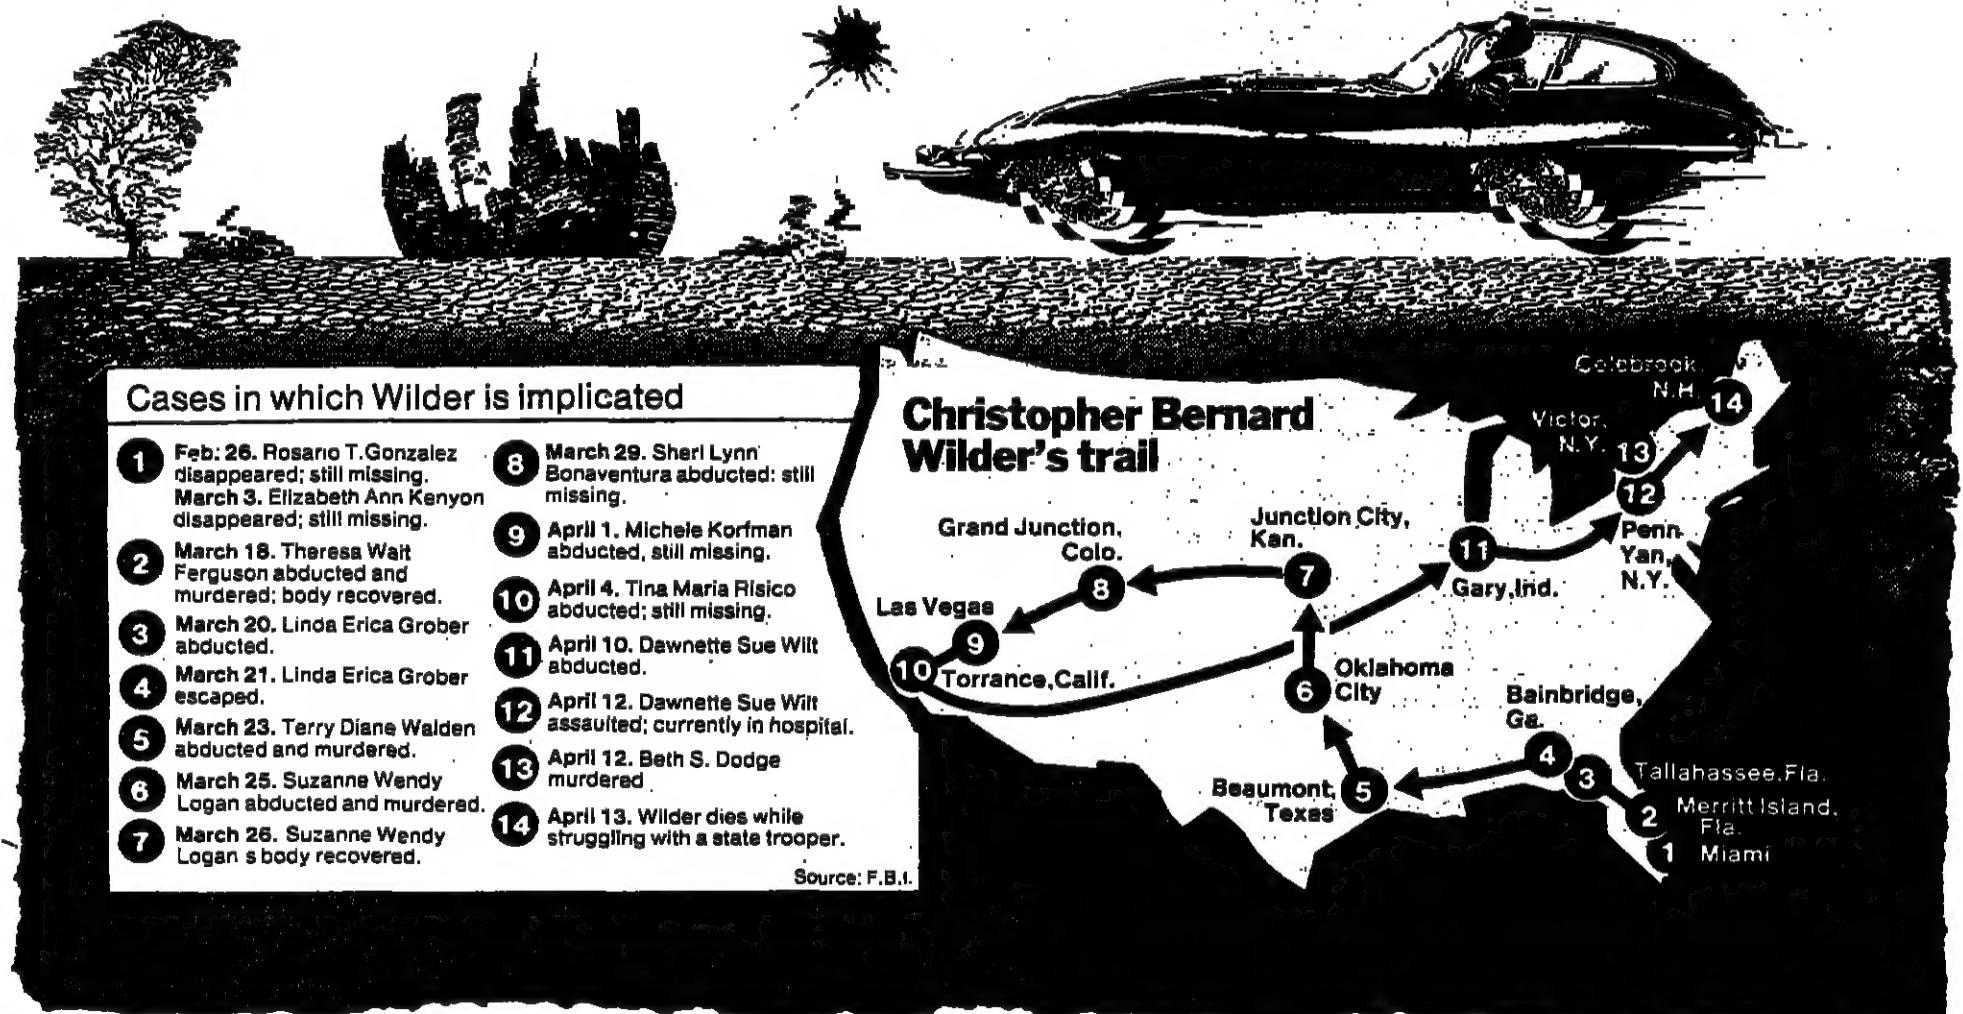 Cases in which Wilder is implicated
1
Feb. 26. Rosario T. Gonzalez
disappeared; still missing.
March 3. Elizabeth Ann Kenyon
disappeared; still missing.
2
March 18. Theresa Wait
Ferguson abducted and
murdered; body recovered.
3
March 20. Linda Erica Grober
abducted.
4
March 21. Linda Erica Grober
escaped.
5
March 23. Terry Diane Walden
abducted and murdered.
6
March 25. Suzanne Wendy
Logan abducted and murdered.
7
March 26. Suzanne Wendy
Logan s body recovered.
8
March 29. Sherl Lynn
Bonaventura abducted: still
missing.
9
April 1. Michele Korfman
abducted, still missing.
10
April 4. Tina Maria Risico
abducted; still missing.
11
April 10. Dawnette Sue Wilt
abducted.
12
April 12. Dawnette Sue Wilt
assaulted; currently in hospital.
13
April 12. Beth S. Dodge
murdered
14
April 13. Wilder dies while
struggling with a state trooper.
Source: F.B.I.
Christopher Bernard
Wilder's trail
Colebrook
N.H.
14
Victor,
N.Y.
13
12
Penn
Yan,
N.Y.
11
Gary, Ind.
Junction City,
Kan.
7
Grand Junction,
Colo.
8
Las Vegas
9
10
Torrance, Calif.
6
Oklahoma
City
Beaumont,
Texas
5
Bainbridge,
Ga.
4
3
Tallahassee. Fla.
2
Merritt Island,
Fla.
1
Miami